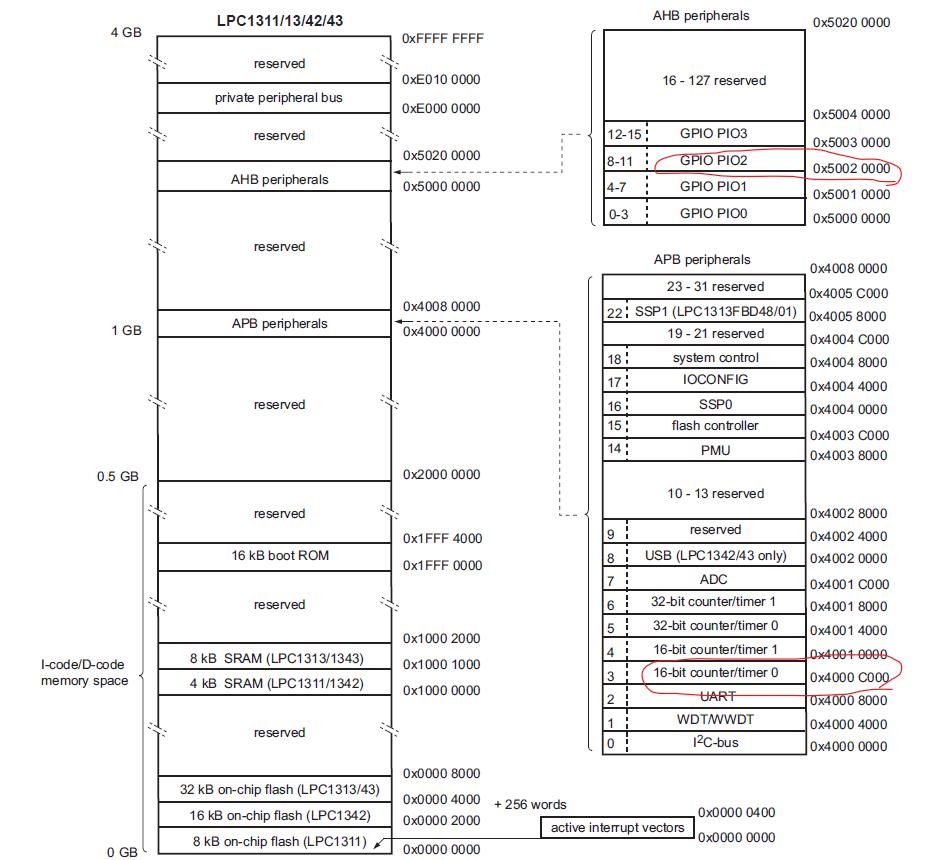 LPC1311/13/42/43
4 GB
0xFFFF FFFF
reserved
0xE010 0000
private peripheral bus
0xE000 0000
reserved
0x5020 0000
AHB peripherals
0x5000 0000
reserved
0x4008 0000
1 GB
APB peripherals
0x4000 0000
reserved
0.5 GB
0x2000 0000
reserved
0x1FFF 4000
16 kB boot ROM
0x1FFF 0000
reserved
0x1000 2000
I-code/D-code
memory space
8 kB SRAM (LPC1313/1343)
0x1000 1000
4 kB SRAM (LPC1311/1342)
0x1000 0000
reserved
0x0000 8000
32 kB on-chip flash (LPC1313/43)
0x0000 4000
16 kB on-chip flash (LPC1342)
0x0000 2000
8 kB on-chip flash (LPC1311)
0 GB
0x0000 0000
+ 256 words
active interrupt vectors
0x0000 0400
0x0000 0000
AHB peripherals
0x5020 0000
16 - 127 reserved
0x5004 0000
12-15 GPIO PIO3
0x5003 0000
8-11 GPIO PIO2
0x5002 0000
4-7 GPIO PIO1
0x5001 0000
0-3 GPIO PIO0
0x5000 0000
APB peripherals
0x4008 0000
23 - 31 reserved
0x4005 C000
22 SSP1 (LPC1313FBD48/01)
0x4005 8000
19 - 21 reserved
0x4004 C000
18 system control
0x4004 8000
17 IOCONFIG
0x4004 4000
16 SSP0
0x4004 0000
15 flash controller
0x4003 C000
14 PMU
0x4003 8000
10 - 13 reserved
0x4002 8000
9 reserved
0x4002 4000
8 USB (LPC1342/43 only)
0x4002 0000
7 ADC
0x4001 C000
6 32-bit counter/timer 1
0x4001 8000
5 32-bit counter/timer 0
0x4001 4000
4 16-bit counter/timer 1
0x4001 0000
3 16-bit counter/timer 0
0x4000 C000
2 UART
0x4000 8000
1 WDT/WWDT
0x4000 4000
0 I2C-bus
0x4000 0000